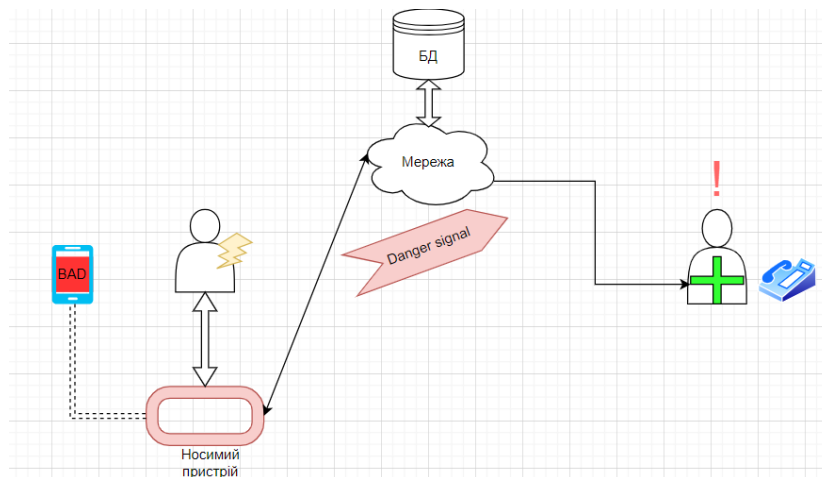 БД
Мережа
Danger signal
BAD
Носимий
пристрій